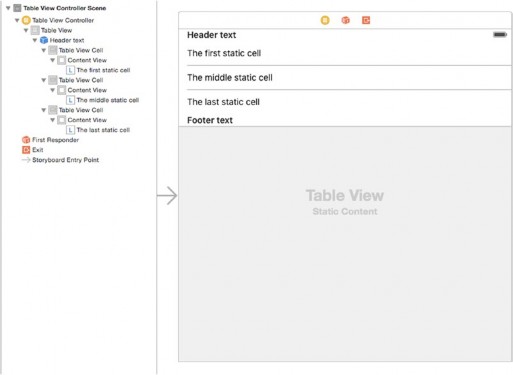 Table View Controller Scene
Table View Controller
Table View
Header text
Table View Cell
Content View
L The first static cell
Table View Cell
Content View
L The middle static cell
Table View Cell
Content View
L The last static cell
First Responder
Exit
Storyboard Entry Point
Header text
The first static cell
The middle static cell
The last static cell
Footer text
Table View
Static Content